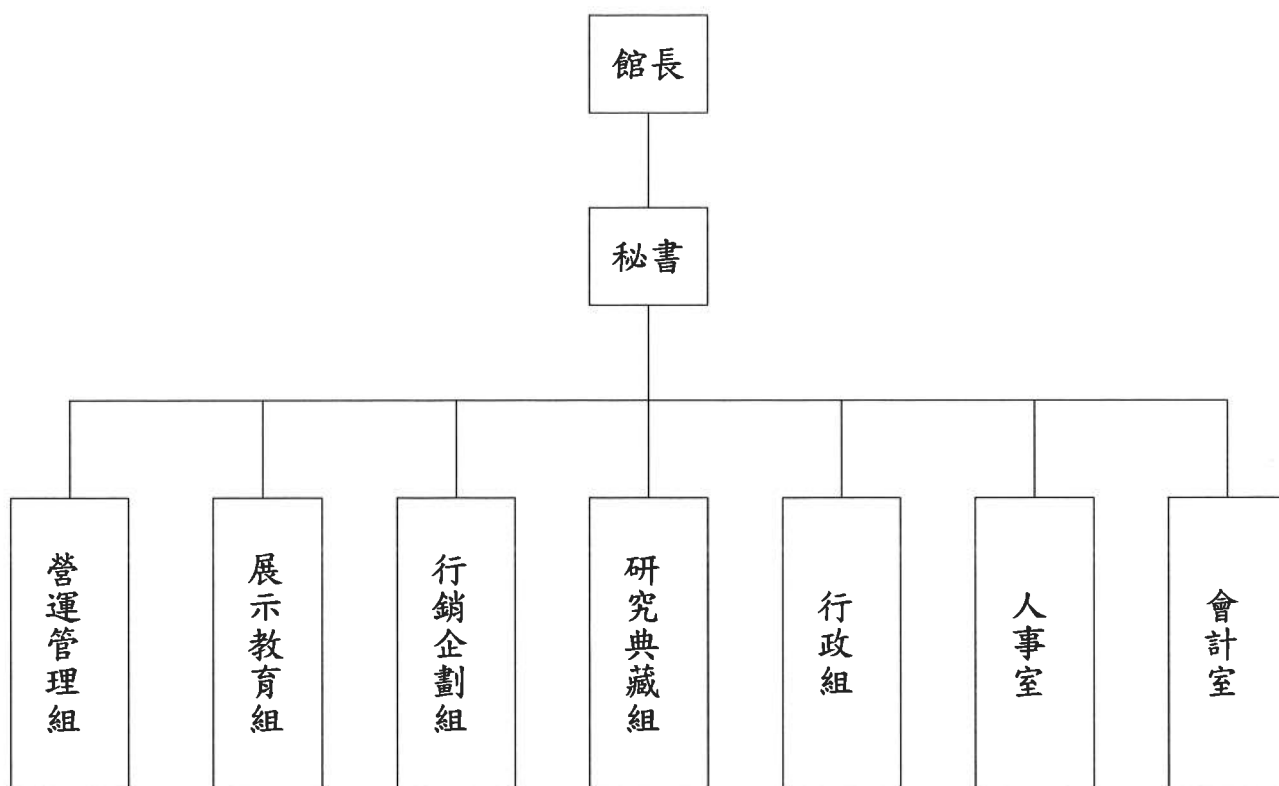 館長
秘書
營運管理組
展示教育組
行銷企劃組
研究典藏組
行政組
人事室
會計室